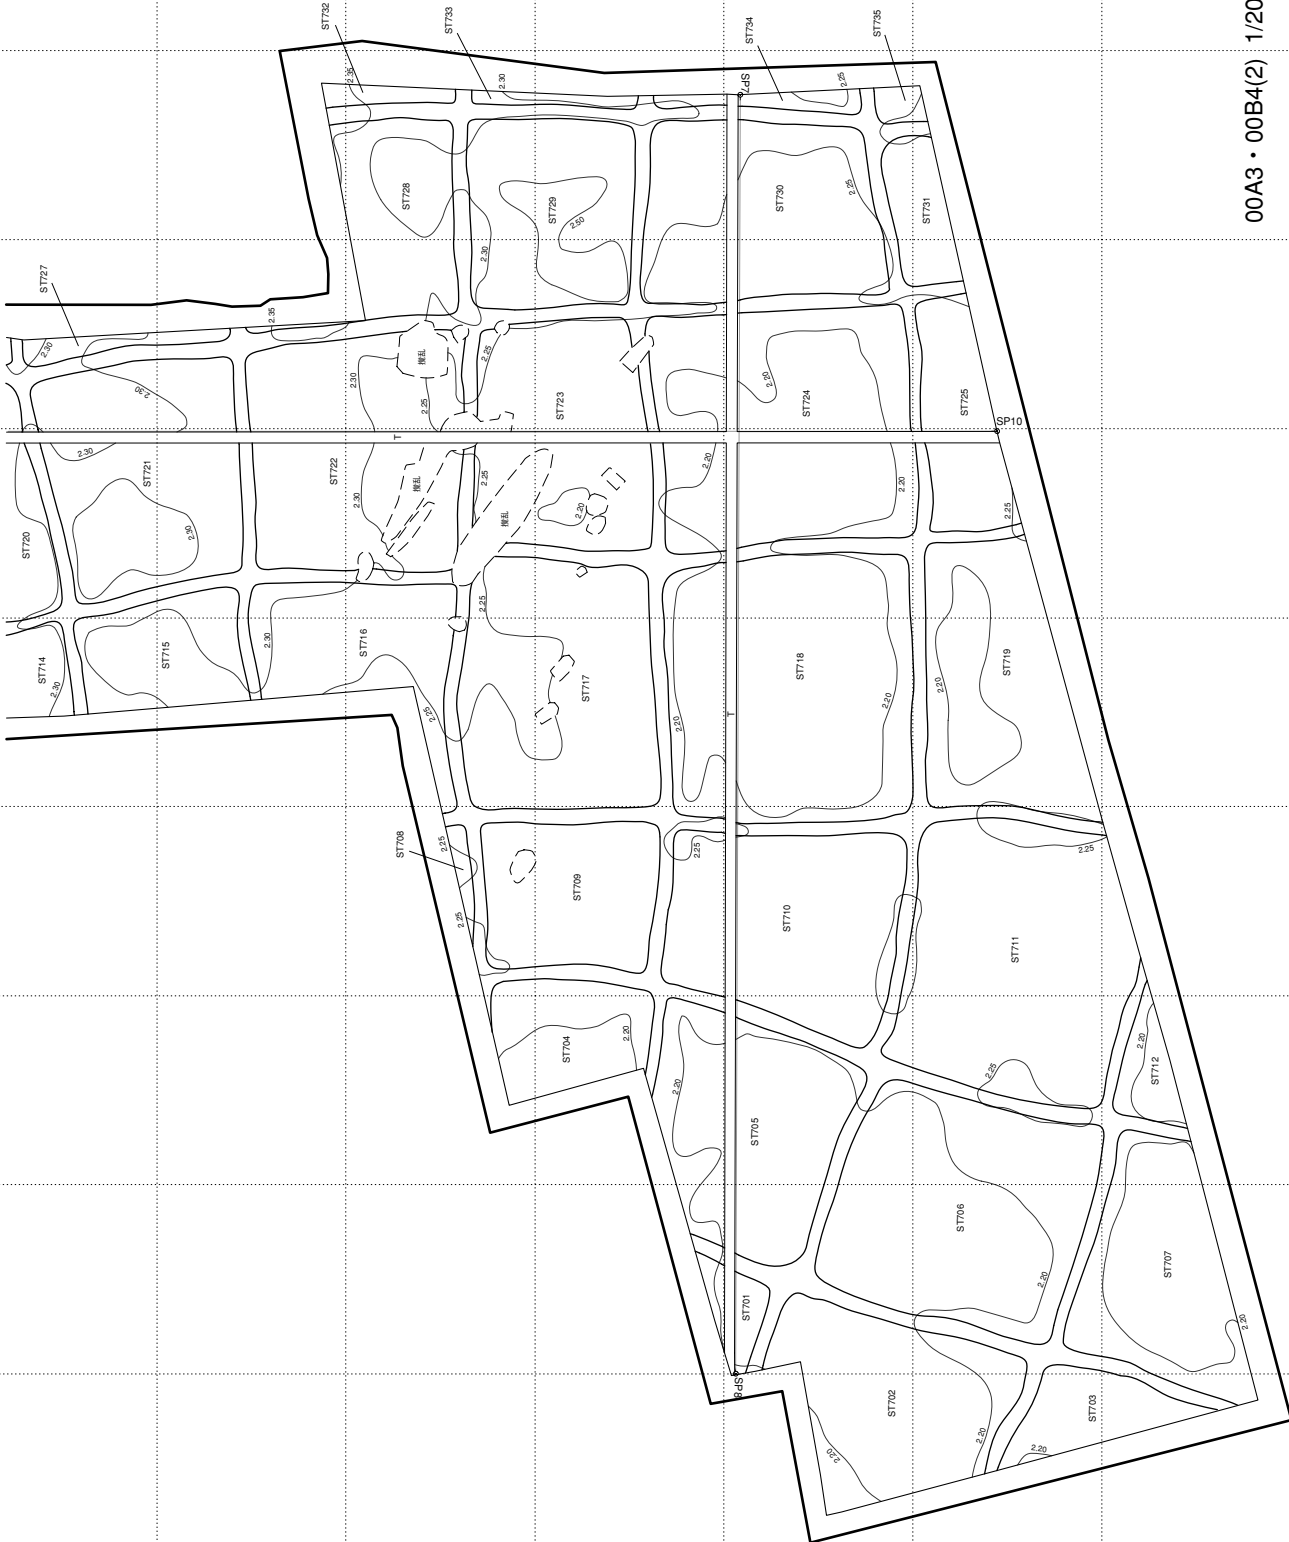 00A3・00B4(2) 1/20
ST732
ST733
ST734
ST735
2.35
2.30
SP7
2.25
ST728
ST729
2.50
ST730
2.25
ST731
2.30
ST727
2.35
2.30
2.30
攪乱
2.30
2.25
2.25
ST723
2.20
ST724
ST725
SP10
T
2.30
ST721
ST722
2.30
攪乱
2.25
攪乱
2.20
2.20
2.20
2.25
ST720
2.30
ST714
2.30
ST715
2.30
ST716
2.25
2.25
ST717
2.20
ST718
2.20
2.20
ST719
T
ST708
2.25
2.25
ST709
2.25
ST710
2.25
ST711
ST704
2.20
2.20
ST705
2.25
2.20
ST712
ST706
2.20
ST707
2.20
ST701
SP8
ST702
2.20
2.20
ST703
2.20